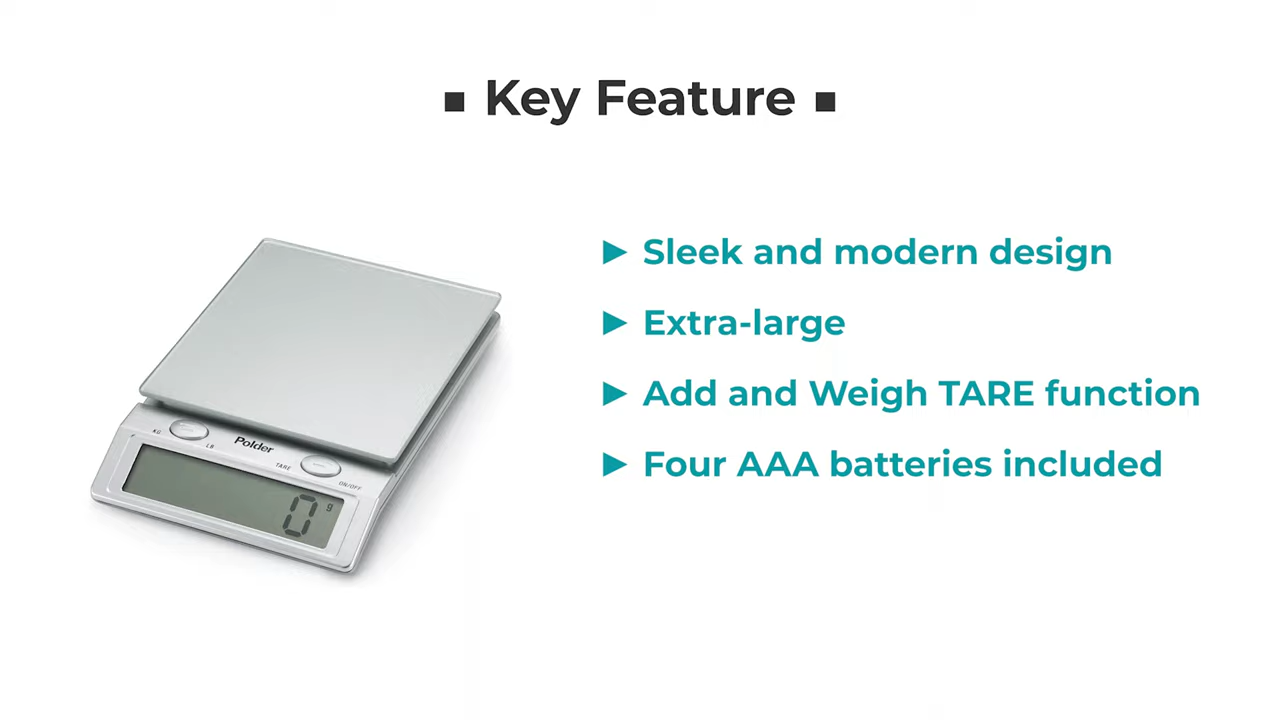 ■ Key Feature ■
► Sleek and modern design
► Extra-large
► Add and Weigh TARE function
► Four AAA batteries included
KG
LB
Polder
TARE
ON/OFF
0 g